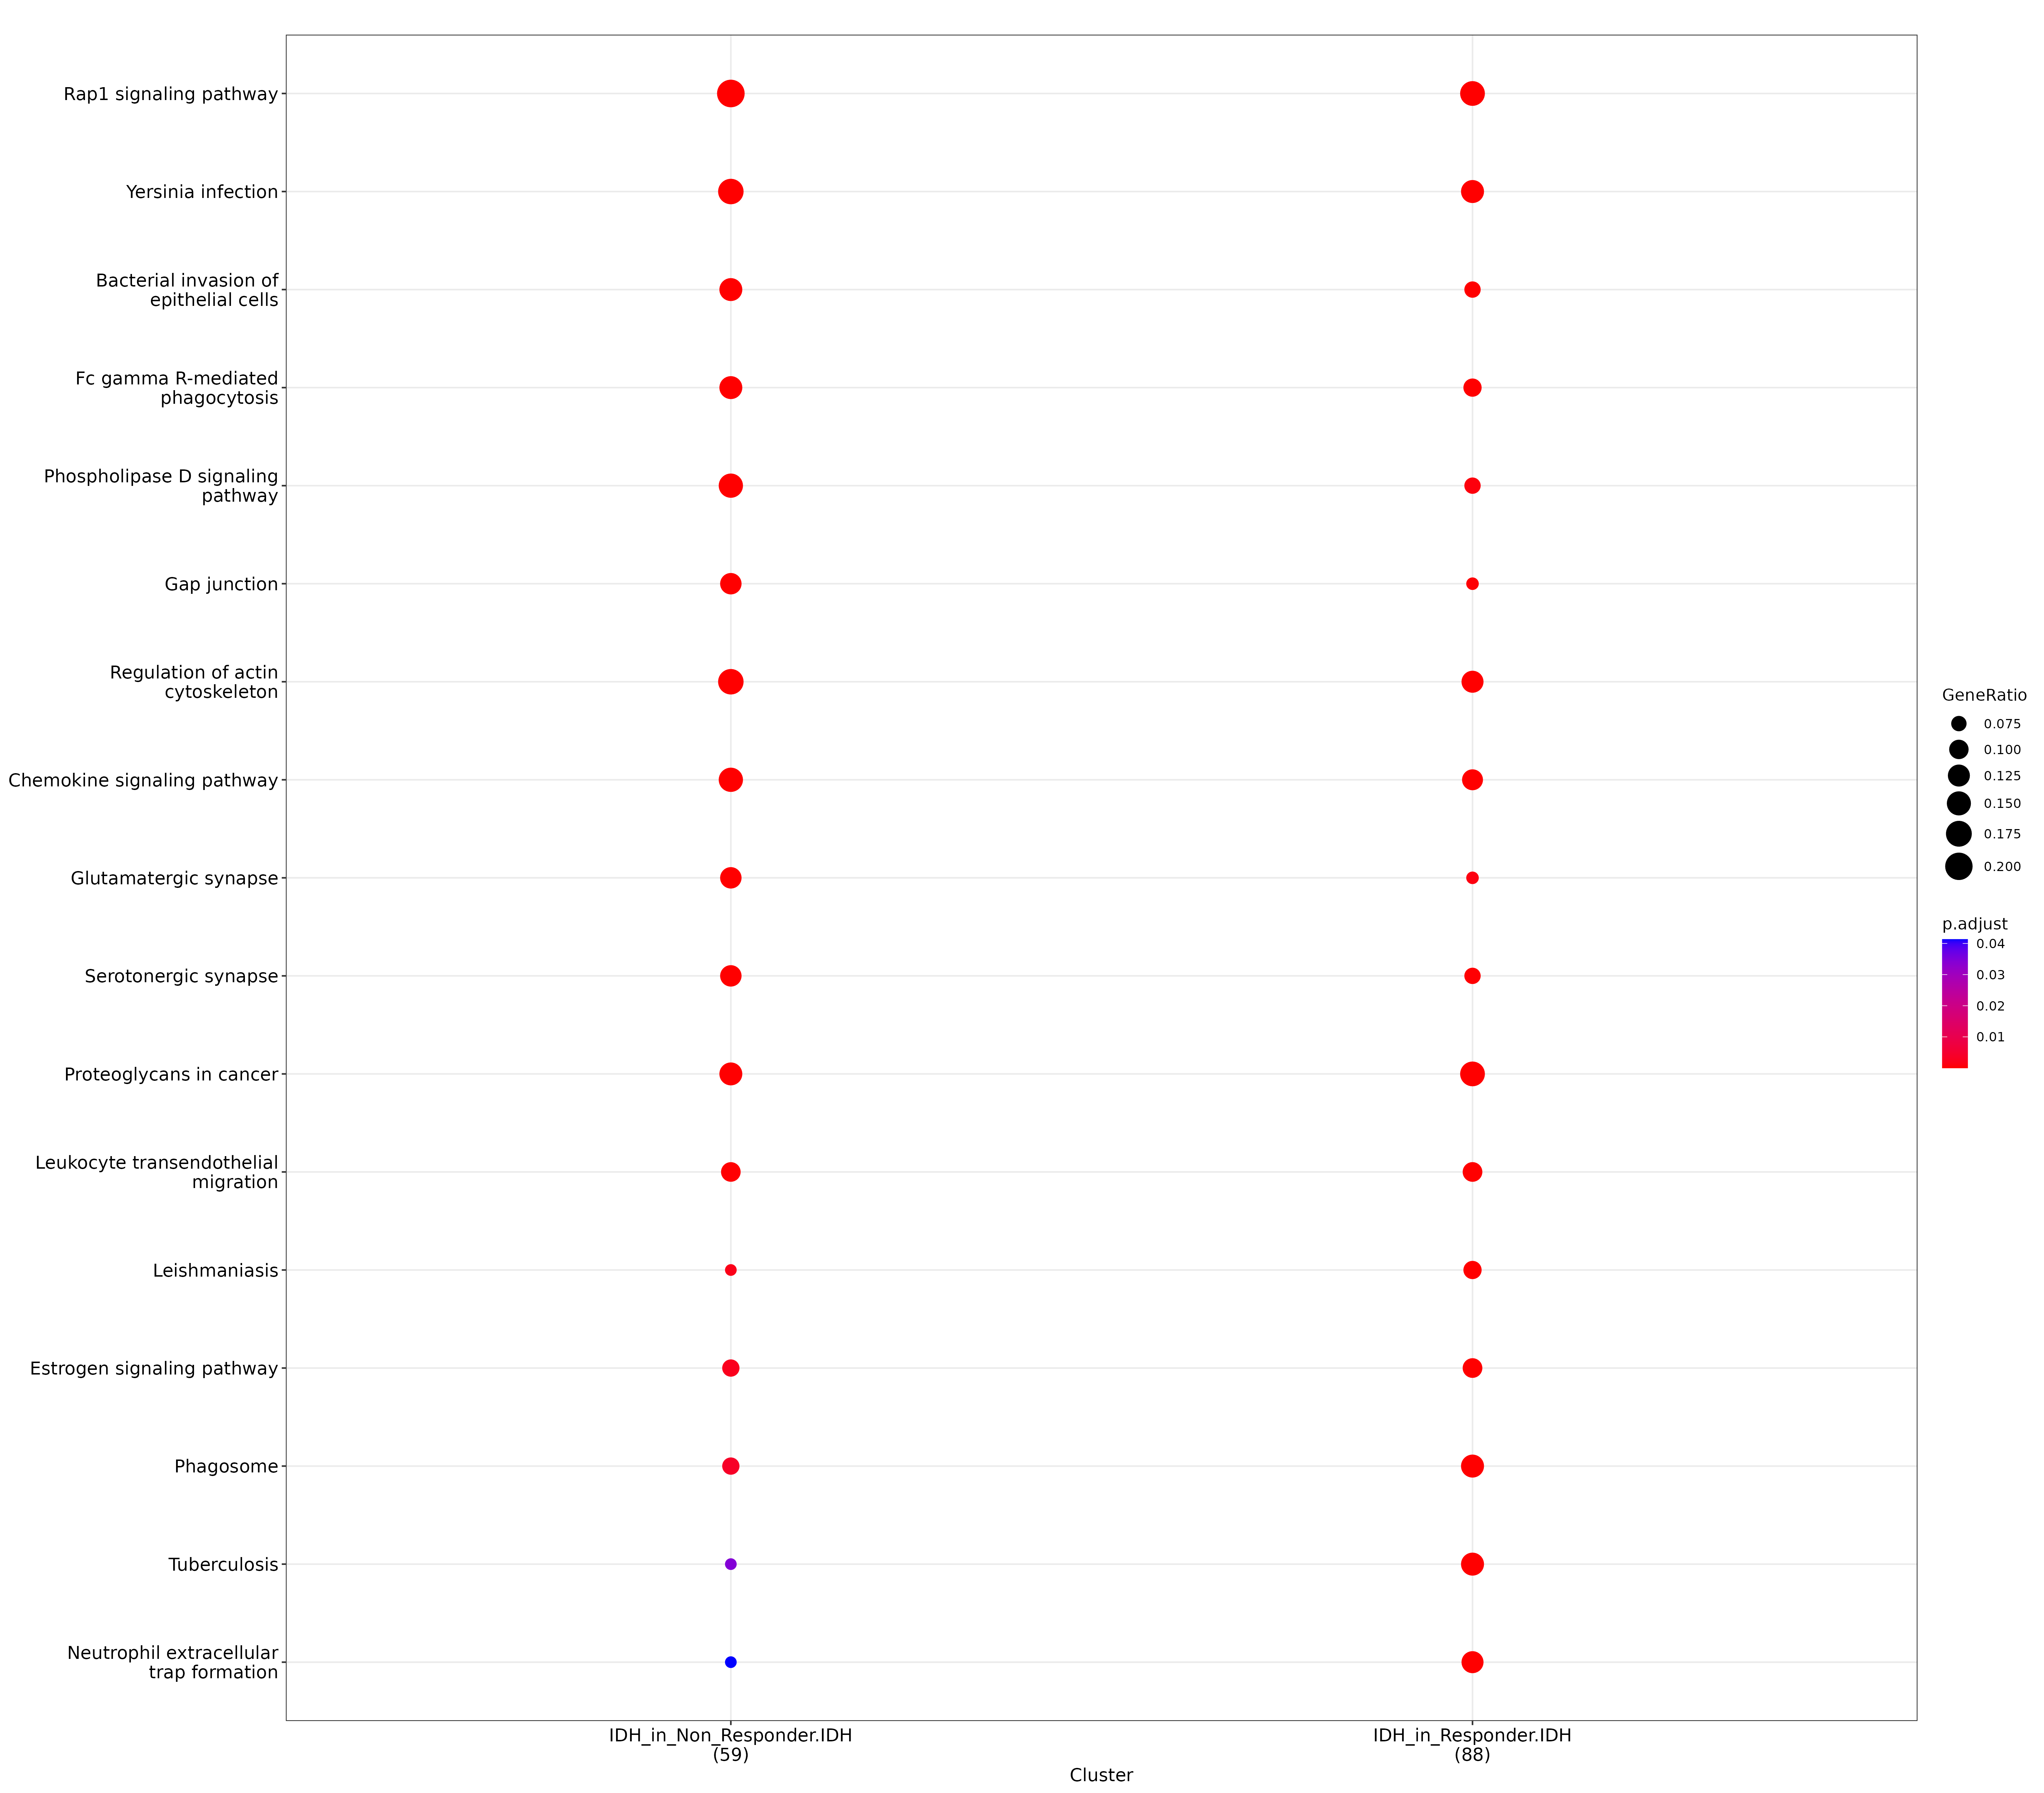 Rap1 signaling pathway
Yersinia infection
Bacterial invasion of
epithelial cells
Fc gamma R-mediated
phagocytosis
Phospholipase D signaling
pathway
Gap junction
Regulation of actin
cytoskeleton
Chemokine signaling pathway
Glutamatergic synapse
Serotonergic synapse
Proteoglycans in cancer
Leukocyte transendothelial
migration
Leishmaniasis
Estrogen signaling pathway
Phagosome
Tuberculosis
Neutrophil extracellular
trap formation
IDH_in_Non_Responder.IDH
(59)
IDH_in_Responder.IDH
(88)
Cluster
GeneRatio
0.075
0.100
0.125
0.150
0.175
0.200
p.adjust
0.04
0.03
0.02
0.01